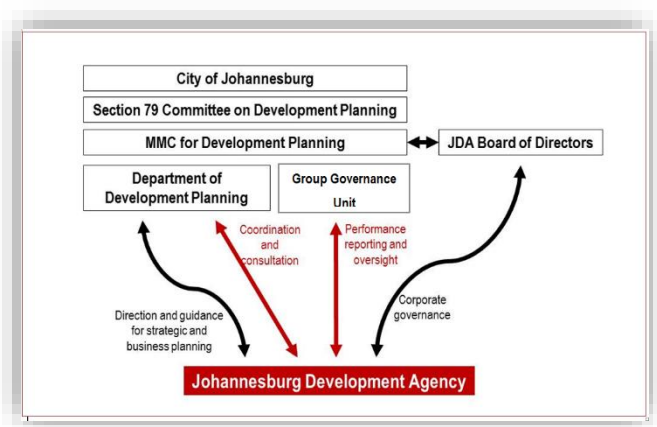 City of Johannesburg
Section 79 Committee on Development Planning
MMC for Development Planning
JDA Board of Directors
Department of
Development Planning
Group Governance
Unit
Coordination
and
consultation
Performance
reporting and
oversight
Direction and guidance
for strategic and
business planning
Corporate
governance
Johannesburg Development Agency